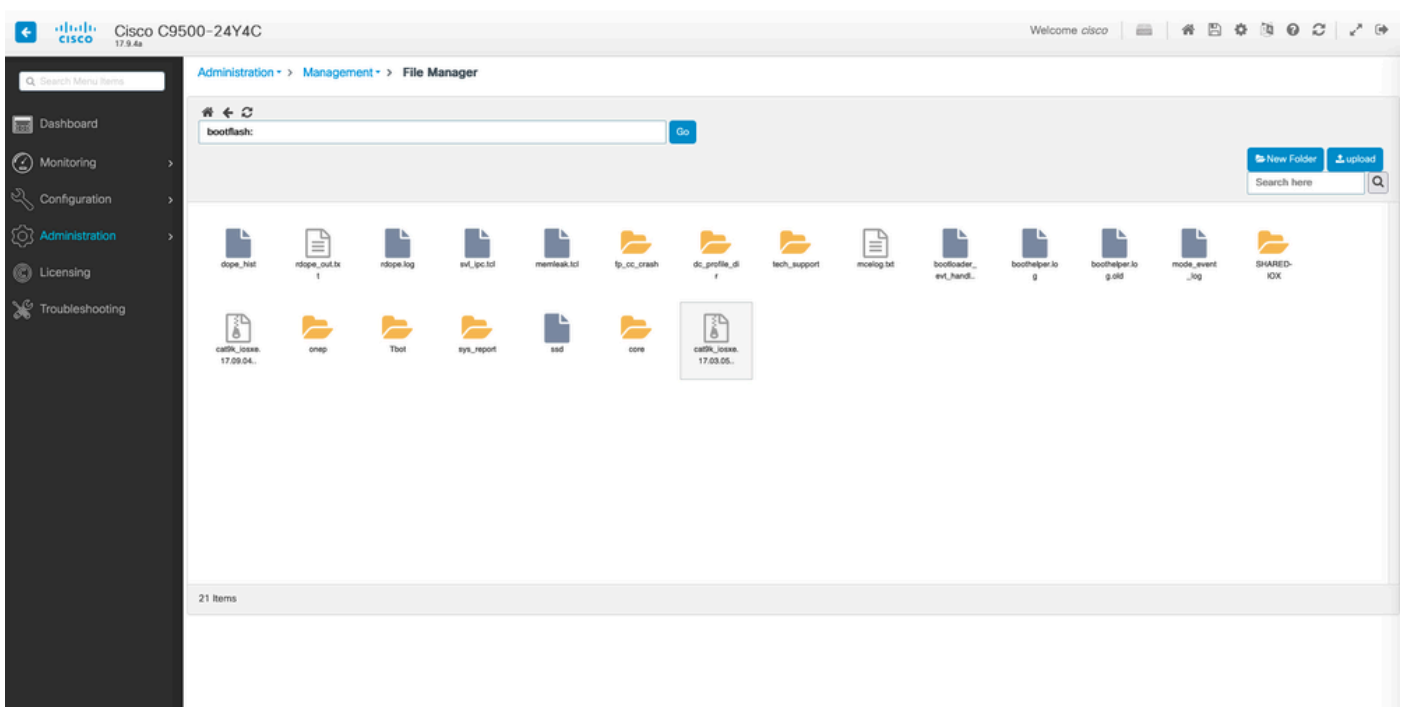 Cisco C9500-24Y4C
CISCO
17.9.4a
Welcome cisco
Search Menu Items
Administration > Management > File Manager
Dashboard
bootflash:
Go
Monitoring
New Folder
upload
Search here
Configuration
Administration
Licensing
Troubleshooting
dope_hist
rdope_out.tx
t
rdope.log
svl_ipc.tcl
memleak.tcl
fp_cc_crash
dc_profile_di
r
tech_support
mcelog.txt
bootloader_
evt_handl..
boothelper.lo
g
boothelper.lo
g.old
mode_event
_log
SHARED-
IOX
cat9k_iosxe.
17.09.04..
onep
Tbot
sys_report
ssd
core
cat9k_iosxe.
17.03.05..
21 Items